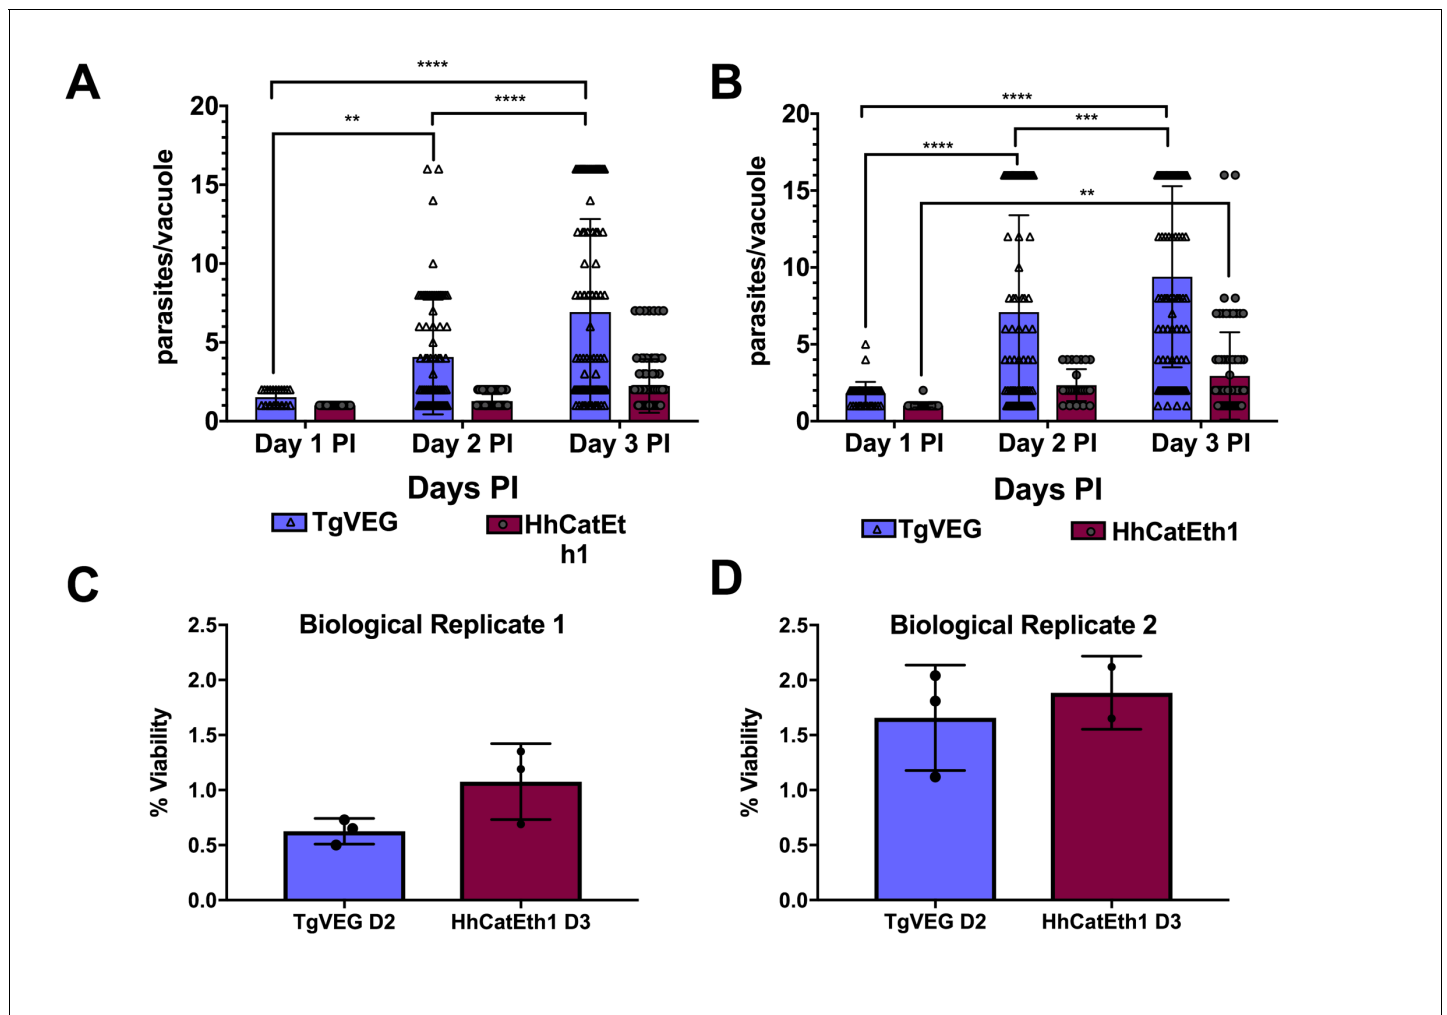 A
****
****
**
20
15
10
5
0
parasites/vacuole
Day 1 PI
Day 2 PI
Day 3 PI
Days PI
TgVEG
HhCatEt
h1
B
****
***
****
**
20
15
10
5
0
parasites/vacuole
Day 1 PI
Day 2 PI
Day 3 PI
Days PI
TgVEG
HhCatEth1
C
Biological Replicate 1
2.5
2.0
1.5
1.0
0.5
0.0
% Viability
TgVEG D2
HhCatEth1 D3
D
Biological Replicate 2
2.5
2.0
1.5
1.0
0.5
0.0
% Viability
TgVEG D2
HhCatEth1 D3